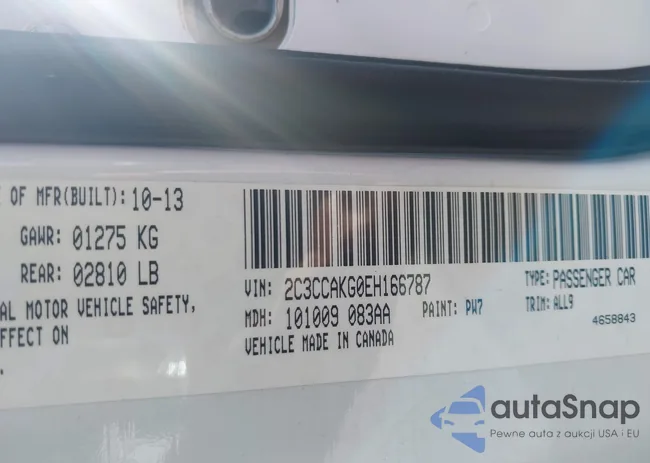 E OF MFR(BUILT): 10-13
GAWR: 01275 KG
REAR: 02810 LB
AL MOTOR VEHICLE SAFETY,
FFECT ON
VIN: 2C3CCAKG0EH166787
TYPE: PASSENGER CAR
MDH: 101009 083AA
PAINT: PW7
TRIM: ALL9
VEHICLE MADE IN CANADA
4658843
autaSnap
Pewne auta z aukcji USA i EU